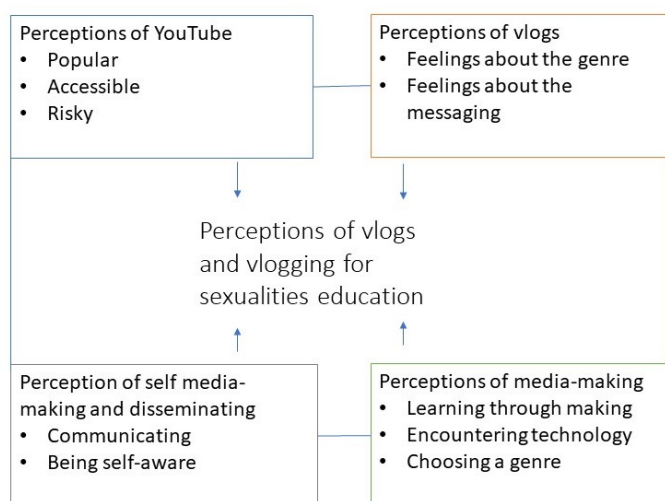 Perceptions of YouTube
• Popular
• Accessible
• Risky
Perceptions of vlogs
• Feelings about the genre
• Feelings about the
messaging
Perceptions of vlogs
and vlogging for
sexualities education
Perception of self media-
making and disseminating
• Communicating
• Being self-aware
Perceptions of media-making
• Learning through making
• Encountering technology
• Choosing a genre